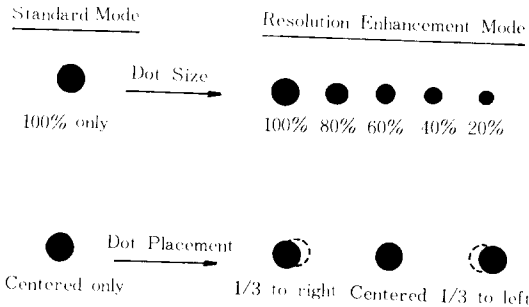 Standard Mode
Resolution Enhancement Mode
Dot Size
100% only
100% 80% 60% 40% 20%
Dot Placement
Centered only
1/3 to right Centered 1/3 to left